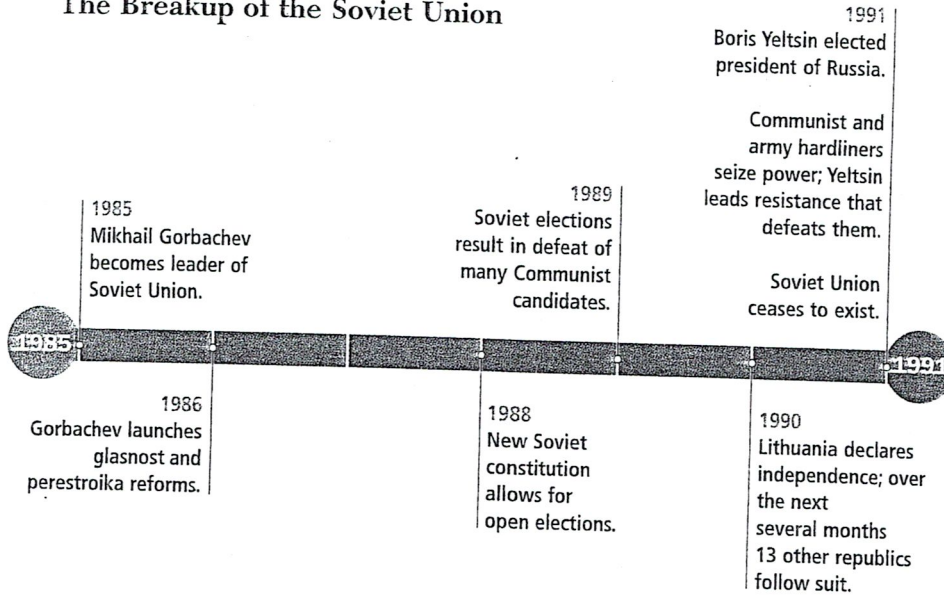 The Breakup of the Soviet Union
1985
Mikhail Gorbachev
becomes leader of
Soviet Union.
1989
Soviet elections
result in defeat of
many Communist
candidates.
1991
Boris Yeltsin elected
president of Russia.
Communist and
army hardliners
seize power; Yeltsin
leads resistance that
defeats them.
Soviet Union
ceases to exist.
1985
1991
1986
Gorbachev launches
glasnost and
perestroika reforms.
1988
New Soviet
constitution
allows for
open elections.
1990
Lithuania declares
independence; over
the next
several months
13 other republics
follow suit.